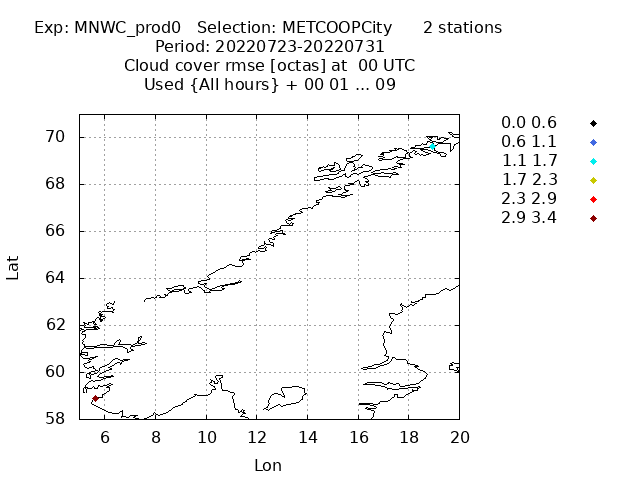 Exp: MNWC_prod0   Selection: METCOOPCity      2 stations
Period: 20220723-20220731
Cloud cover rmse [octas] at  00 UTC
Used {All hours} + 00 01 ... 09
0.0 0.6
0.6 1.1
1.1 1.7
1.7 2.3
2.3 2.9
2.9 3.4
Lat
70
68
66
64
62
60
58
6 8 10 12 14 16 18 20
Lon